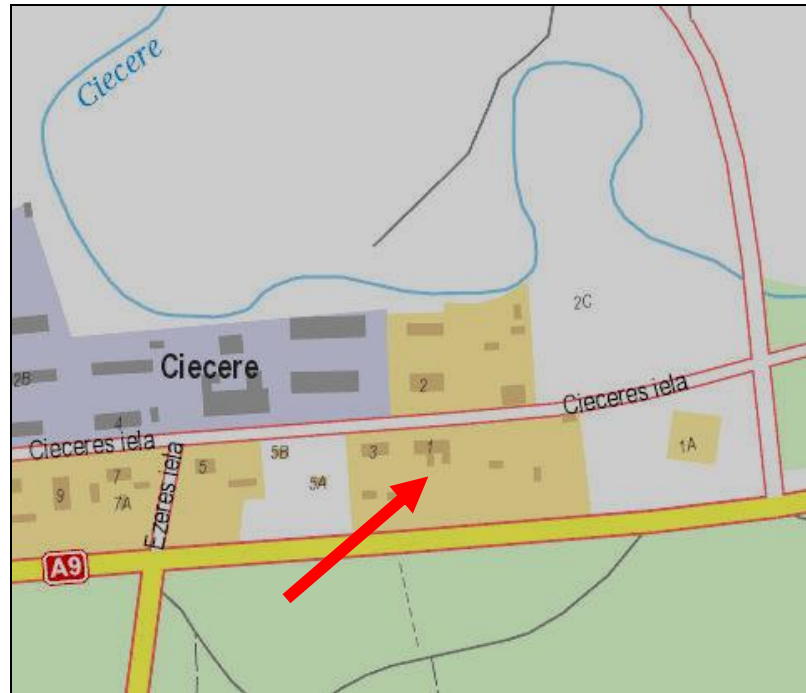 Ciecere
2C
Ciecere
2B
2
Cieceres iela
4
Cieceres iela
1
3
5B
1A
5
7
5A
9
7A
Ezeres iela
A9